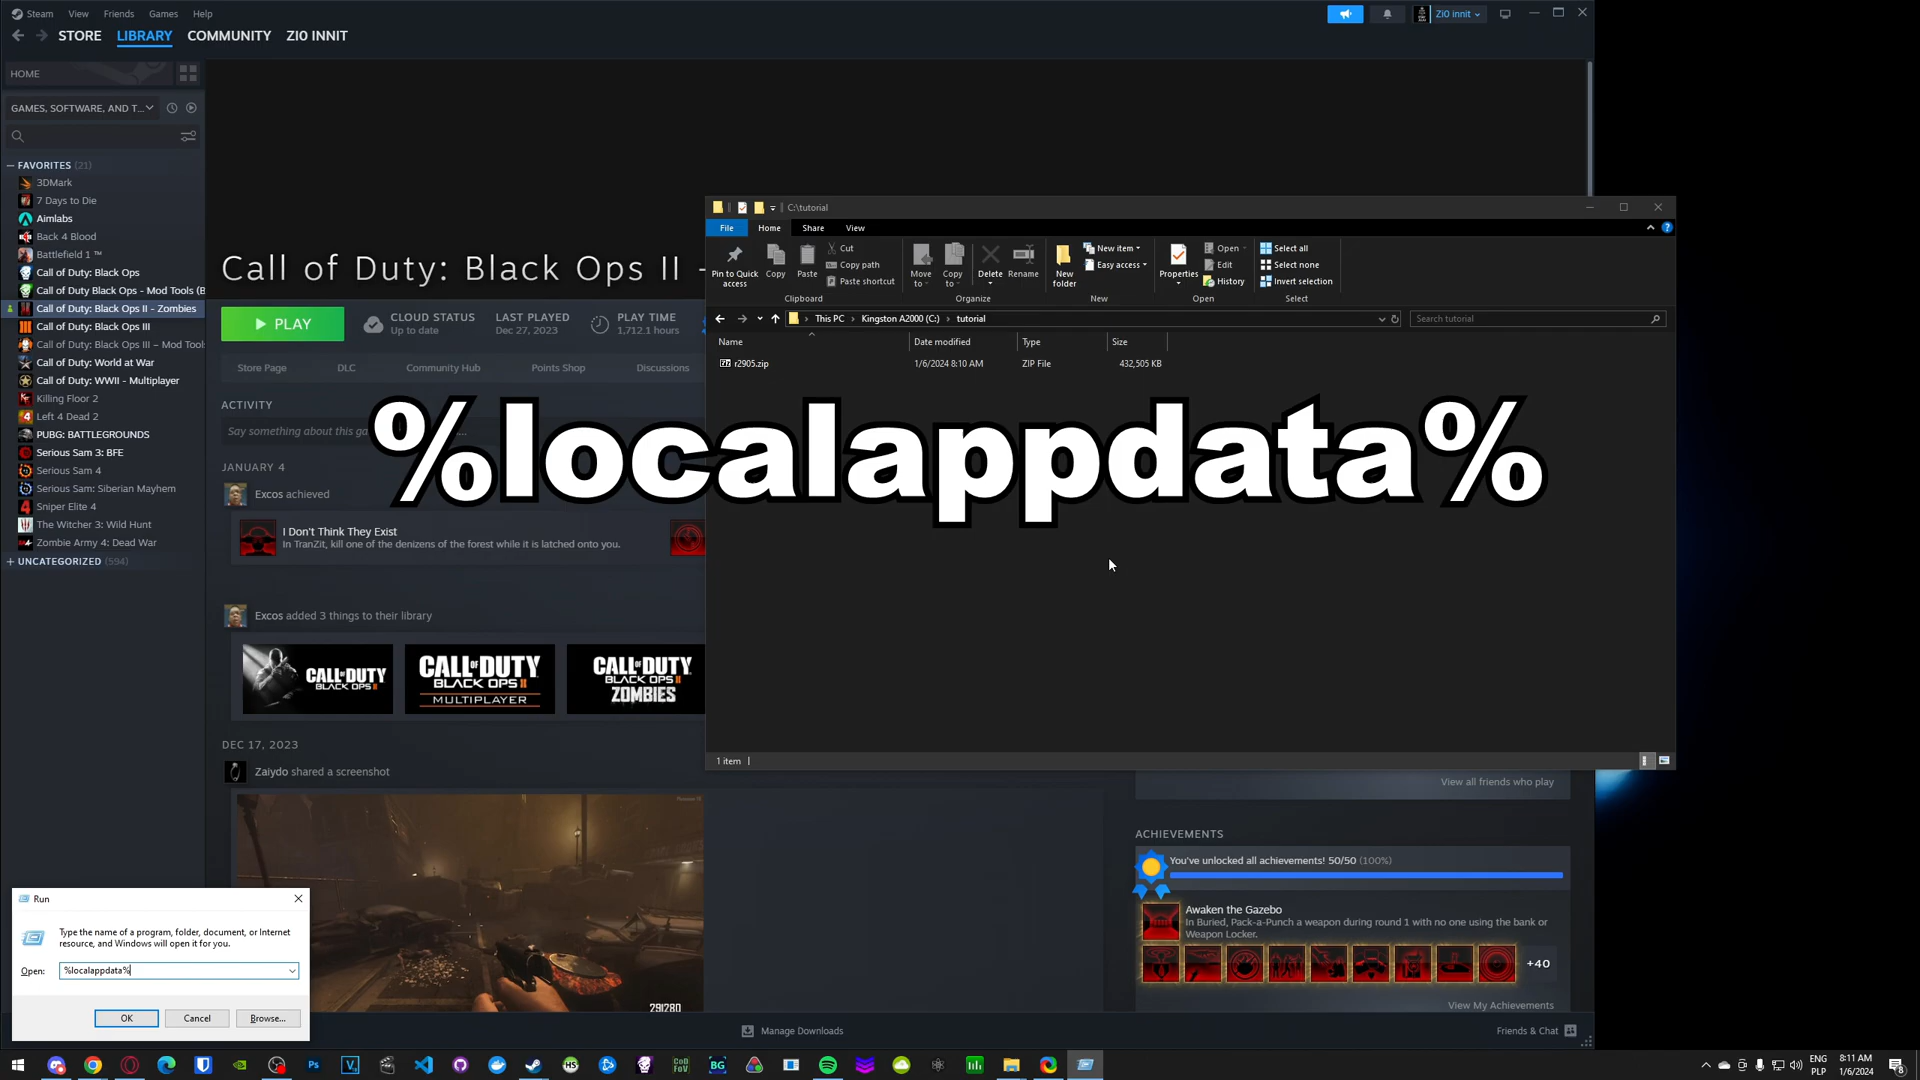 Steam View Friends Games Help
ZI0 innit
STORE LIBRARY COMMUNITY ZI0 INNIT
HOME
GAMES, SOFTWARE, AND T...
FAVORITES (21)
3DMark
7 Days to Die
Aimlabs
Back 4 Blood
Battlefield 1 ™
Call of Duty: Black Ops
Call of Duty Black Ops - Mod Tools (B
Call of Duty: Black Ops II - Zombies
Call of Duty: Black Ops III
Call of Duty: Black Ops III – Mod Tools
Call of Duty: World at War
Call of Duty: WWII - Multiplayer
Killing Floor 2
Left 4 Dead 2
PUBG: BATTLEGROUNDS
Serious Sam 3: BFE
Serious Sam 4
Serious Sam: Siberian Mayhem
Sniper Elite 4
The Witcher 3: Wild Hunt
Zombie Army 4: Dead War
UNCATEGORIZED (594)
Call of Duty: Black Ops II -
PLAY
CLOUD STATUS
Up to date
LAST PLAYED
Dec 27, 2023
PLAY TIME
1,712.1 hours
Store Page DLC Community Hub Points Shop Discussions
ACTIVITY
Say something about this ga
JANUARY 4
Excos achieved
I Don't Think They Exist
In TranZit, kill one of the denizens of the forest while it is latched onto you.
Excos added 3 things to their library
CALL OF DUTY
BLACK OPS II
CALL OF DUTY
BLACK OPS II
MULTIPLAYER
CALL OF DUTY
BLACK OPS II
ZOMBIES
DEC 17, 2023
Zaiydo shared a screenshot
291280
C:\tutorial
File Home Share View
Pin to Quick access
Copy
Paste
Cut
Copy path
Paste shortcut
Clipboard
Move to
Copy to
Delete
Rename
Organize
New folder
New item
Easy access
New
Properties
Open
Edit
History
Open
Select all
Select none
Invert selection
Select
This PC Kingston A2000 (C:) tutorial
Search tutorial
Name Date modified Type Size
r2905.zip 1/6/2024 8:10 AM ZIP File 432,505 KB
%localappdata%
1 item
View all friends who play
ACHIEVEMENTS
You've unlocked all achievements! 50/50 (100%)
Awaken the Gazebo
In Buried, Pack-a-Punch a weapon during round 1 with no one using the bank or
Weapon Locker.
+40
View My Achievements
Manage Downloads
Friends & Chat
Run
Type the name of a program, folder, document, or Internet
resource, and Windows will open it for you.
Open: %localappdata%
OK Cancel Browse...
Ps
V
HS
COD
FOV
BG
ENG
PLP
8:11 AM
1/6/2024
8